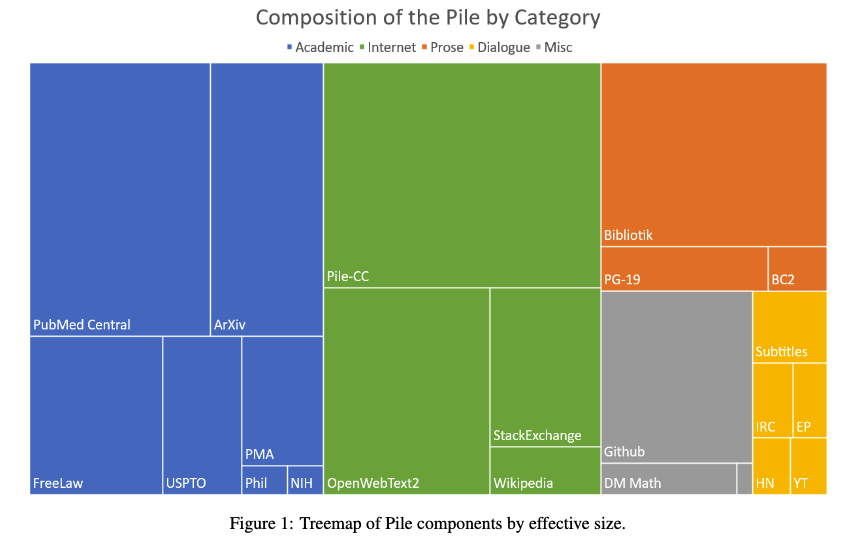 Composition of the Pile by Category
Academic Internet Prose Dialogue Misc
PubMed Central
ArXiv
FreeLaw
USPTO
PMA
Phil
NIH
Pile-CC
OpenWebText2
StackExchange
Wikipedia
Bibliotik
PG-19
BC2
Github
DM Math
Subtitles
IRC
EP
HN
YT
Figure 1: Treemap of Pile components by effective size.